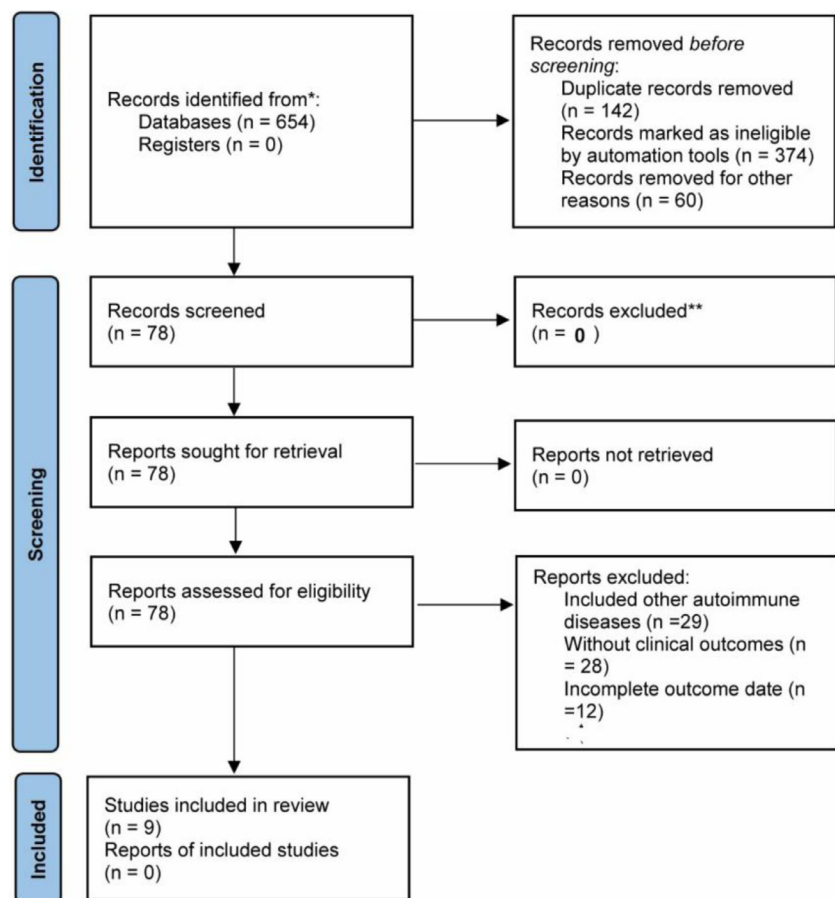 Identification
Records identified from*:
Databases (n = 654)
Registers (n = 0)
Records removed before
screening:
Duplicate records removed
(n = 142)
Records marked as ineligible
by automation tools (n = 374)
Records removed for other
reasons (n = 60)
Screening
Records screened
(n = 78)
Records excluded**
(n = 0 )
Reports sought for retrieval
(n = 78)
Reports not retrieved
(n = 0)
Reports assessed for eligibility
(n = 78)
Reports excluded:
Included other autoimmune
diseases (n =29)
Without clinical outcomes (n
= 28)
Incomplete outcome date (n
=12)
Included
Studies included in review
(n = 9)
Reports of included studies
(n = 0)